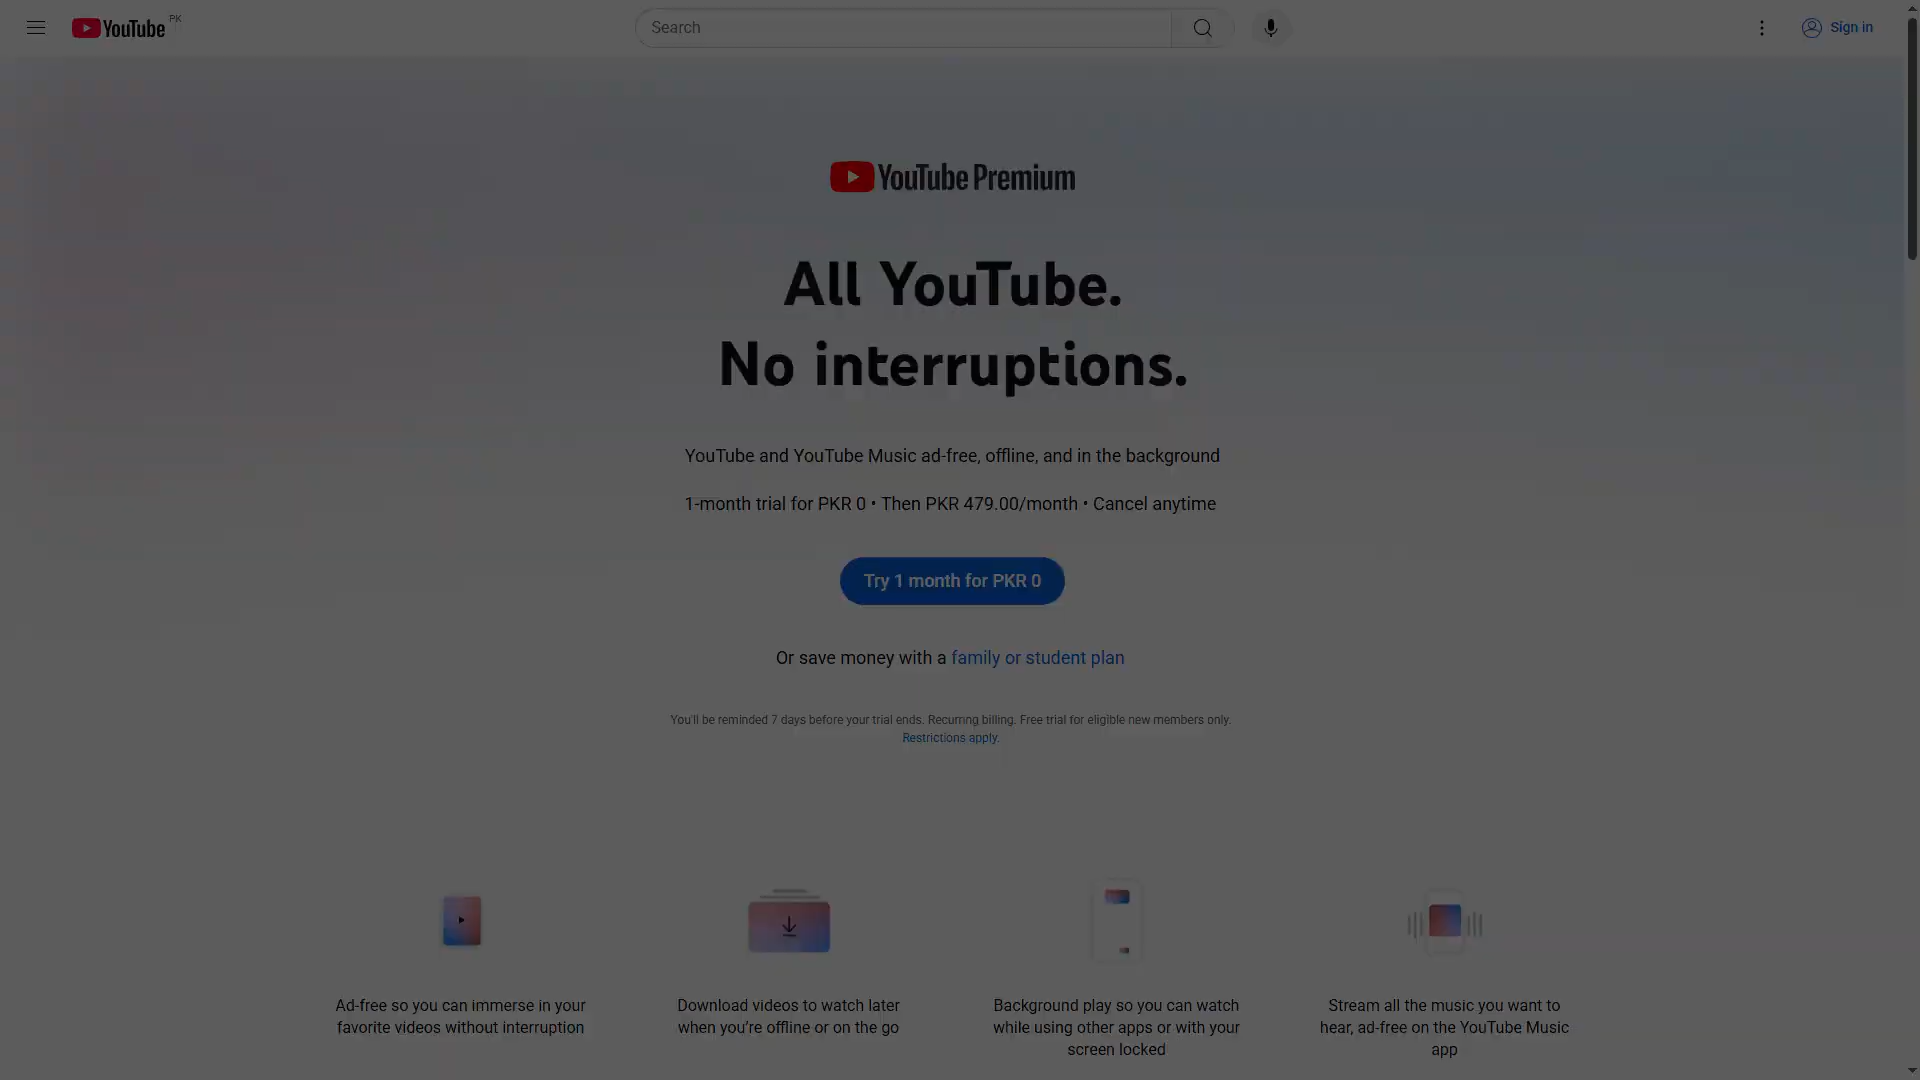 YouTube PK
Search
Sign in
YouTube Premium
All YouTube.
No interruptions.
YouTube and YouTube Music ad-free, offline, and in the background
1-month trial for PKR 0 • Then PKR 479.00/month • Cancel anytime
Try 1 month for PKR 0
Or save money with a family or student plan
You'll be reminded 7 days before your trial ends. Recurring billing. Free trial for eligible new members only.
Restrictions apply.
Ad-free so you can immerse in your
favorite videos without interruption
Download videos to watch later
when you're offline or on the go
Background play so you can watch
while using other apps or with your
screen locked
Stream all the music you want to
hear, ad-free on the YouTube Music
app